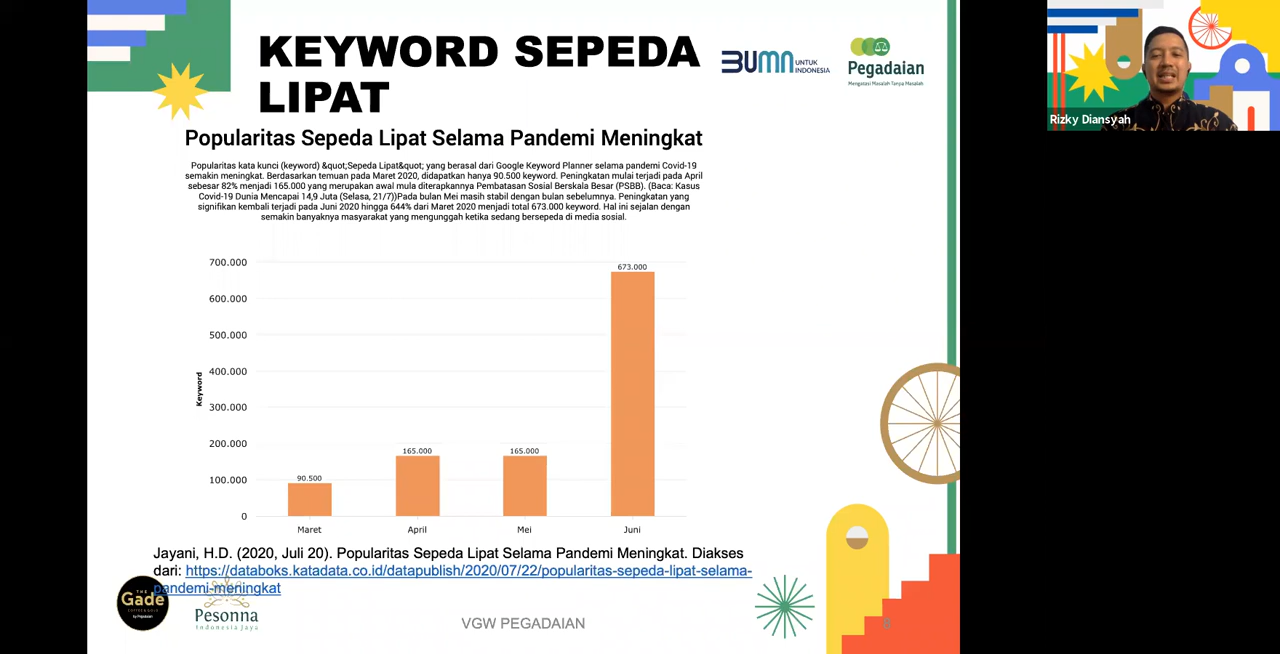 KEYWORD SEPEDA
LIPAT
BUMN UNTUK
INDONESIA
Pegadaian
Mengatasi Masalah Tanpa Masalah
Rizky Diansyah
Popularitas Sepeda Lipat Selama Pandemi Meningkat
Popularitas kata kunci (keyword) &quot;Sepeda Lipat&quot; yang berasal dari Google Keyword Planner selama pandemi Covid-19
semakin meningkat. Berdasarkan temuan pada Maret 2020, didapatkan hanya 90.500 keyword. Peningkatan mulai terjadi pada April
sebesar 82% menjadi 165.000 yang merupakan awal mula diterapkannya Pembatasan Sosial Berskala Besar (PSBB). (Baca: Kasus
Covid-19 Dunia Mencapai 14,9 Juta (Selasa, 21/7))Pada bulan Mei masih stabil dengan bulan sebelumnya. Peningkatan yang
signifikan kembali terjadi pada Juni 2020 hingga 644% dari Maret 2020 menjadi total 673.000 keyword. Hal ini sejalan dengan
semakin banyaknya masyarakat yang mengunggah ketika sedang bersepeda di media sosial.
700.000
600.000
500.000
400.000
300.000
200.000
100.000
0
Keyword
90.500
165.000
165.000
673.000
Maret
April
Mei
Juni
Jayani, H.D. (2020, Juli 20). Popularitas Sepeda Lipat Selama Pandemi Meningkat. Diakses
dari: https://databoks.katadata.co.id/datapublish/2020/07/22/popularitas-sepeda-lipat-selama-
pandemi-meningkat
THE
Gade
COFFEE & GOLD
by Pegadaian
Pesonna
Indonesia Jaya
VGW PEGADAIAN